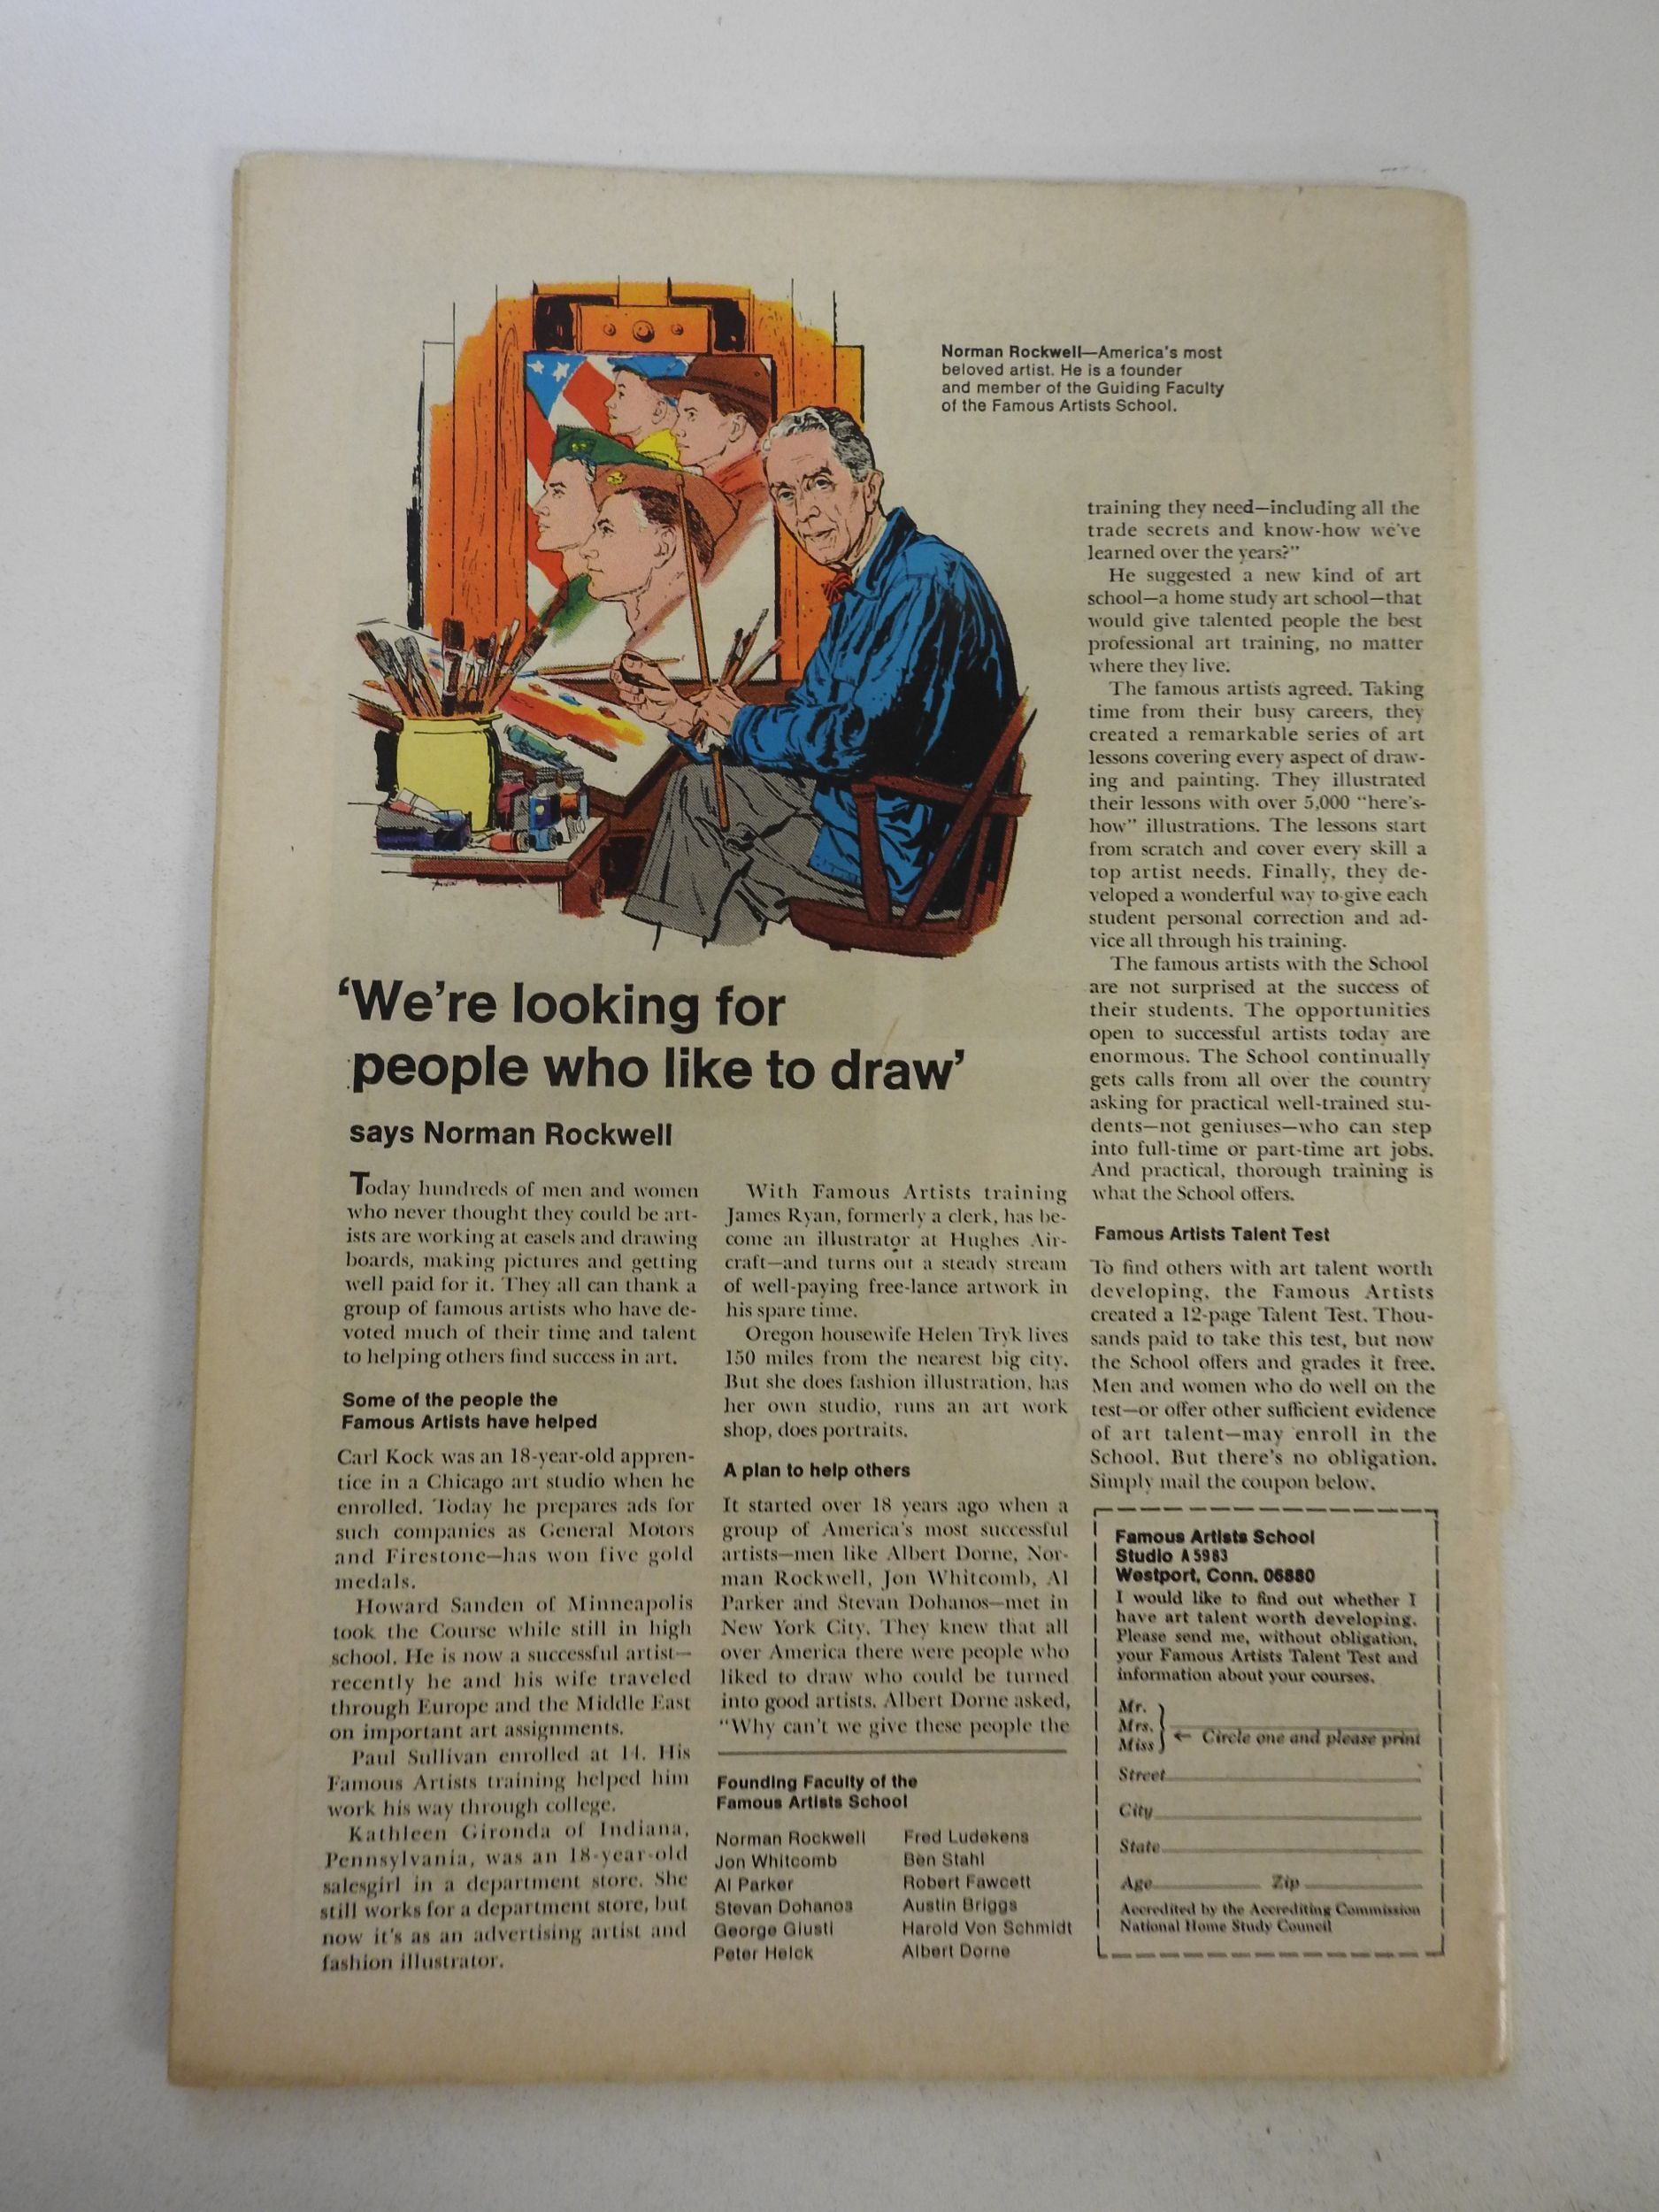 Norman Rockwell—America's most
beloved artist. He is a founder
and member of the Guiding Faculty
of the Famous Artists School.
‘We’re looking for
people who like to draw’
says Norman Rockwell
Today hundreds of men and women
who never thought they could be art-
ists are working at easels and drawing
boards, making pictures and getting
well paid for it. They all can thank a
group of famous artists who have de-
voted much of their time and talent
to helping others find success in art.
Some of the people the
Famous Artists have helped
Carl Kock was an 18-year-old appren-
tice in a Chicago art studio when he
enrolled. Today he prepares ads for
such companies as General Motors
and Firestone—has won five gold
medals.
Howard Sanden of Minneapolis
took the Course while still in high
school. He is now a successful artist—
recently he and his wife traveled
through Europe and the Middle East
on important art assignments.
Paul Sullivan enrolled at 14. His
Famous Artists training helped him
work his way through college.
Kathleen Gironda of Indiana,
Pennsylvania, was an 18-year-old
salesgirl in a department store. She
still works for a department store, but
now it's as an advertising artist and
fashion illustrator.
With Famous Artists training
James Ryan, formerly a clerk, has be-
come an illustrator at Hughes Air-
craft—and turns out a steady stream
of well-paying free-lance artwork in
his spare time.
Oregon housewife Helen Tryk lives
150 miles from the nearest big city.
But she does fashion illustration, has
her own studio, runs an art work
shop, does portraits.
A plan to help others
It started over 18 years ago when a
group of America's most successful
artists—men like Albert Dorne, Nor-
man Rockwell, Jon Whitcomb, Al
Parker and Stevan Dohanos—met in
New York City. They knew that all
over America there were people who
liked to draw who could be turned
into good artists. Albert Dorne asked,
“Why can't we give these people the
Founding Faculty of the
Famous Artists School
Norman Rockwell
Jon Whitcomb
Al Parker
Stevan Dohanos
George Giusti
Peter Helck
Fred Ludekens
Ben Stahl
Robert Fawcett
Austin Briggs
Harold Von Schmidt
Albert Dorne
training they need—including all the
trade secrets and know-how we've
learned over the years?”
He suggested a new kind of art
school—a home study art school—that
would give talented people the best
professional art training, no matter
where they live.
The famous artists agreed. Taking
time from their busy careers, they
created a remarkable series of art
lessons covering every aspect of draw-
ing and painting. They illustrated
their lessons with over 5,000 “here's-
how” illustrations. The lessons start
from scratch and cover every skill a
top artist needs. Finally, they de-
veloped a wonderful way to give each
student personal correction and ad-
vice all through his training.
The famous artists with the School
are not surprised at the success of
their students. The opportunities
open to successful artists today are
enormous. The School continually
gets calls from all over the country
asking for practical well-trained stu-
dents—not geniuses—who can step
into full-time or part-time art jobs.
And practical, thorough training is
what the School offers.
Famous Artists Talent Test
To find others with art talent worth
developing, the Famous Artists
created a 12-page Talent Test. Thou-
sands paid to take this test, but now
the School offers and grades it free.
Men and women who do well on the
test—or offer other sufficient evidence
of art talent—may enroll in the
School. But there's no obligation.
Simply mail the coupon below.
Famous Artists School
Studio A5983
Westport, Conn. 06880
I would like to find out whether I
have art talent worth developing.
Please send me, without obligation,
your Famous Artists Talent Test and
information about your courses.
Mr.
Mrs.
Miss
← Circle one and please print
Street
City
State
Age Zip
Accredited by the Accrediting Commission
National Home Study Council